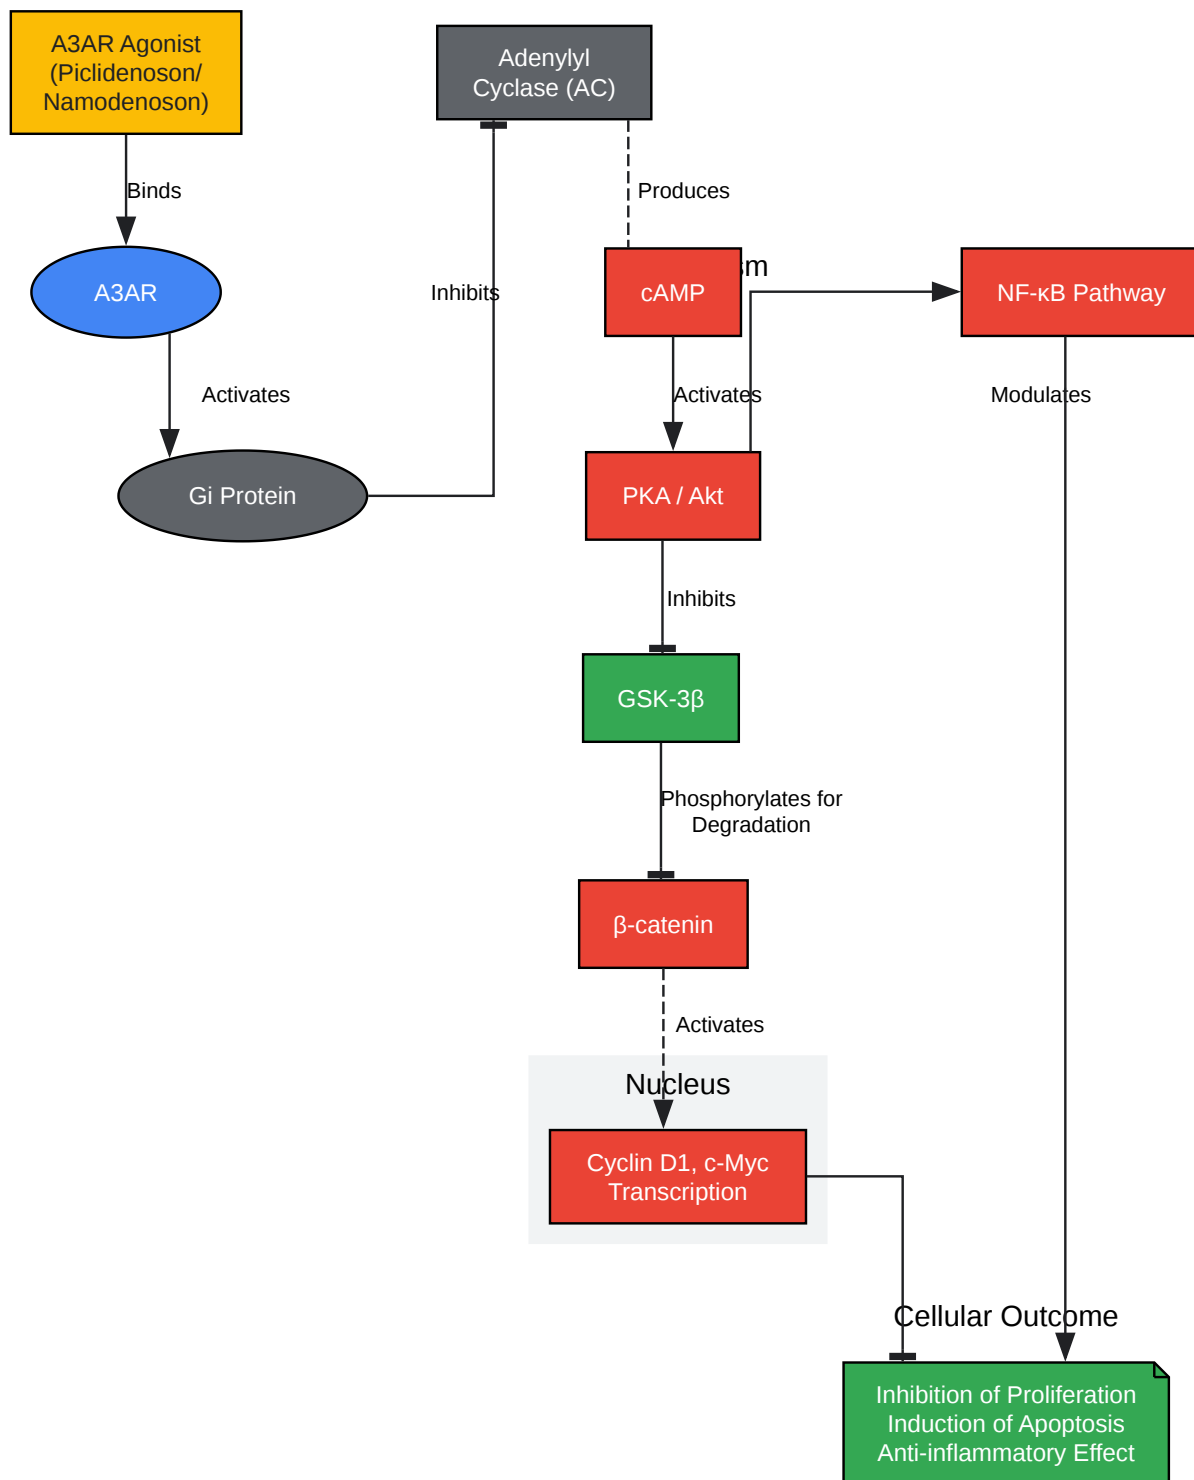 A3AR Agonist
(Piclidenoson/
Namodenoson)
Adenylyl
Cyclase (AC)
Binds
Produces
A3AR
Inhibits
cAMP
sm
NF-κB Pathway
Activates
Activates
Modulates
Gi Protein
PKA / Akt
Inhibits
GSK-3β
Phosphorylates for
Degradation
β-catenin
Activates
Nucleus
Cyclin D1, c-Myc
Transcription
Cellular Outcome
Inhibition of Proliferation
Induction of Apoptosis
Anti-inflammatory Effect